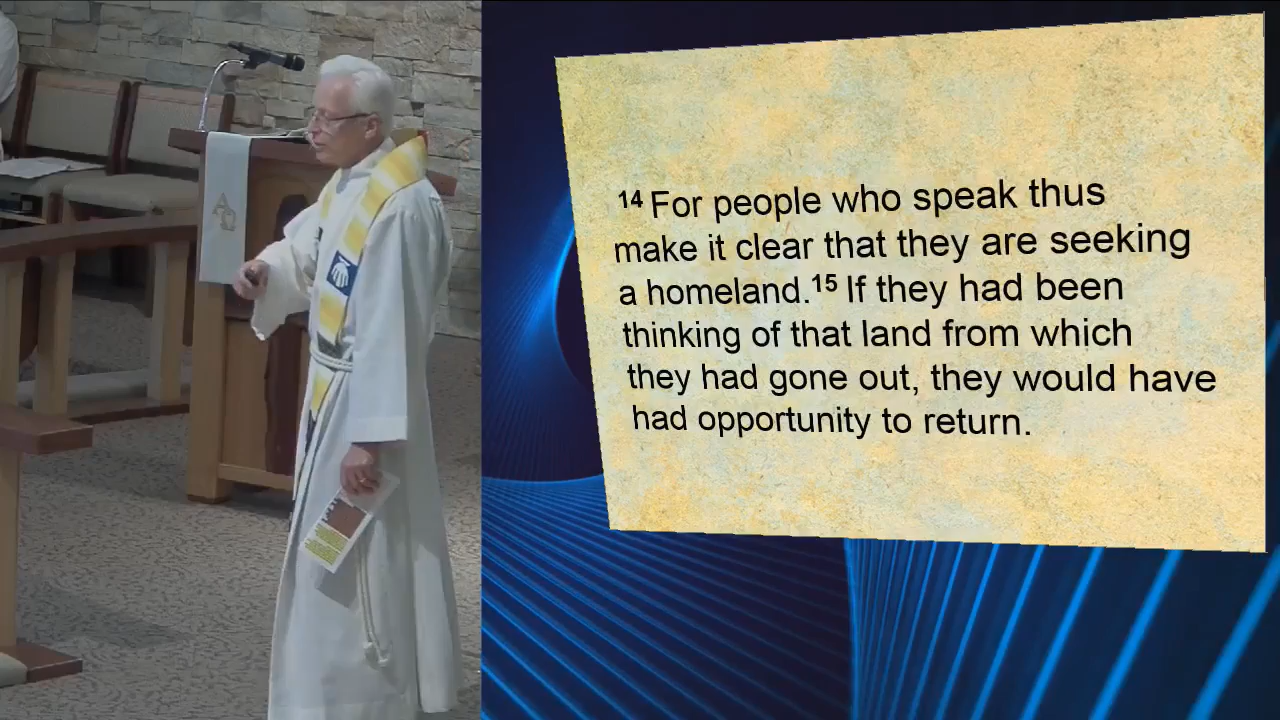 ΑΩ
¹⁴ For people who speak thus
make it clear that they are seeking
a homeland.¹⁵ If they had been
thinking of that land from which
they had gone out, they would have
had opportunity to return.